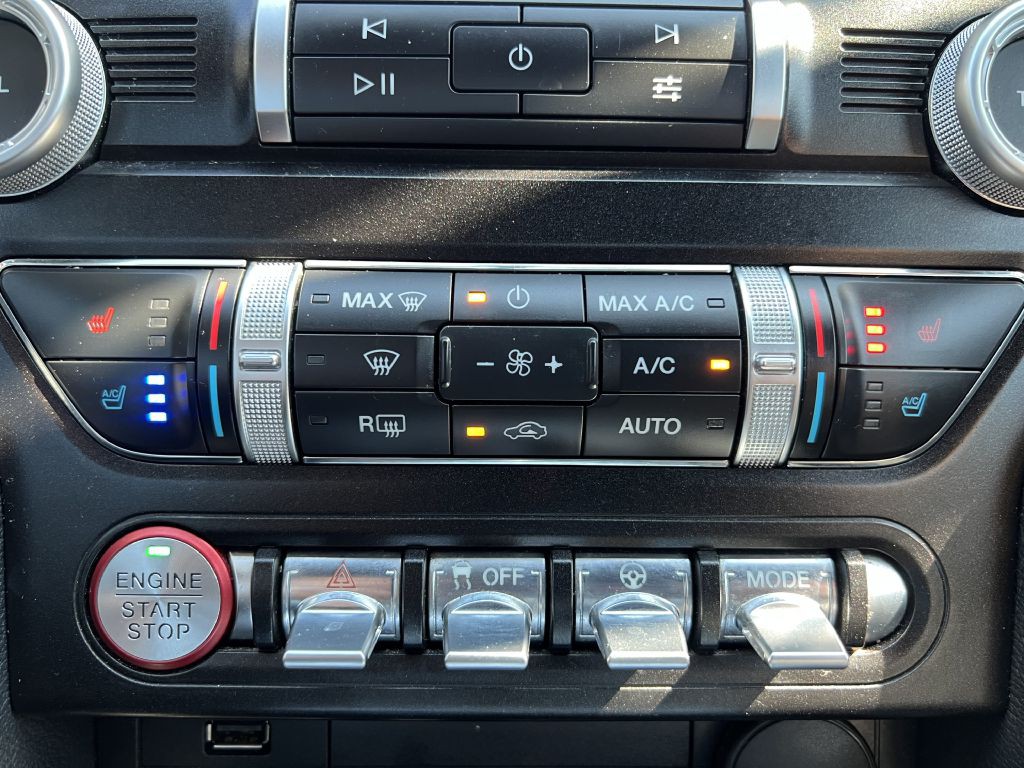 L
T
MAX
MAX A/C
A/C
A/C
A/C
R
AUTO
ENGINE
START
STOP
OFF
MODE